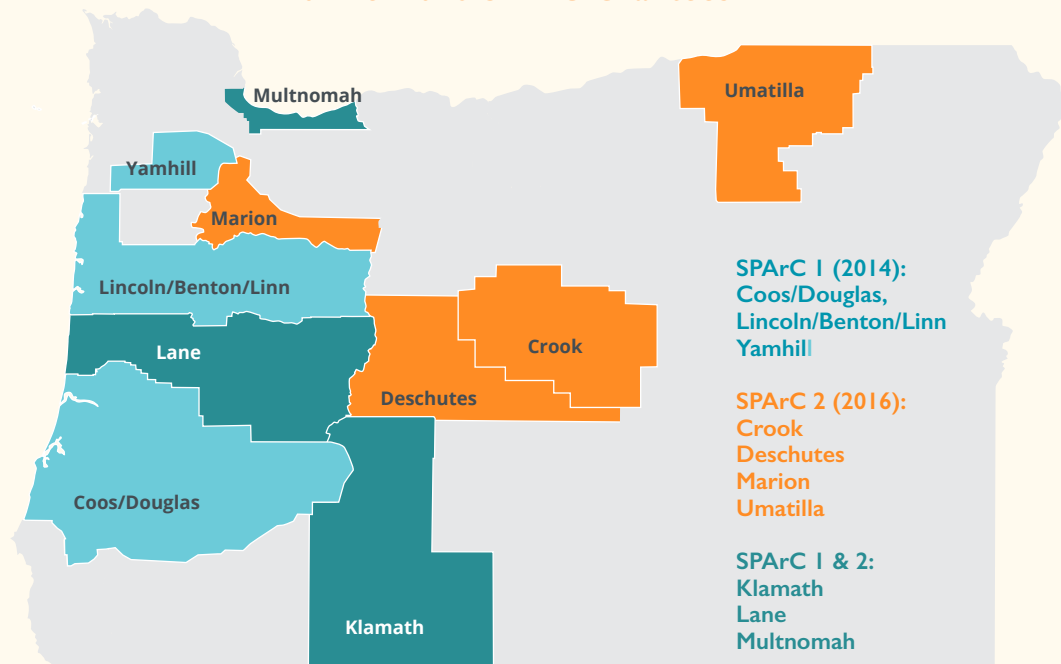 Multnomah
Umatilla
Yamhill
Marion
Lincoln/Benton/Linn
Lane
Crook
Deschutes
Coos/Douglas
Klamath
SPArC 1 (2014):
Coos/Douglas,
Lincoln/Benton/Linn
Yamhill
SPArC 2 (2016):
Crook
Deschutes
Marion
Umatilla
SPArC 1 & 2:
Klamath
Lane
Multnomah